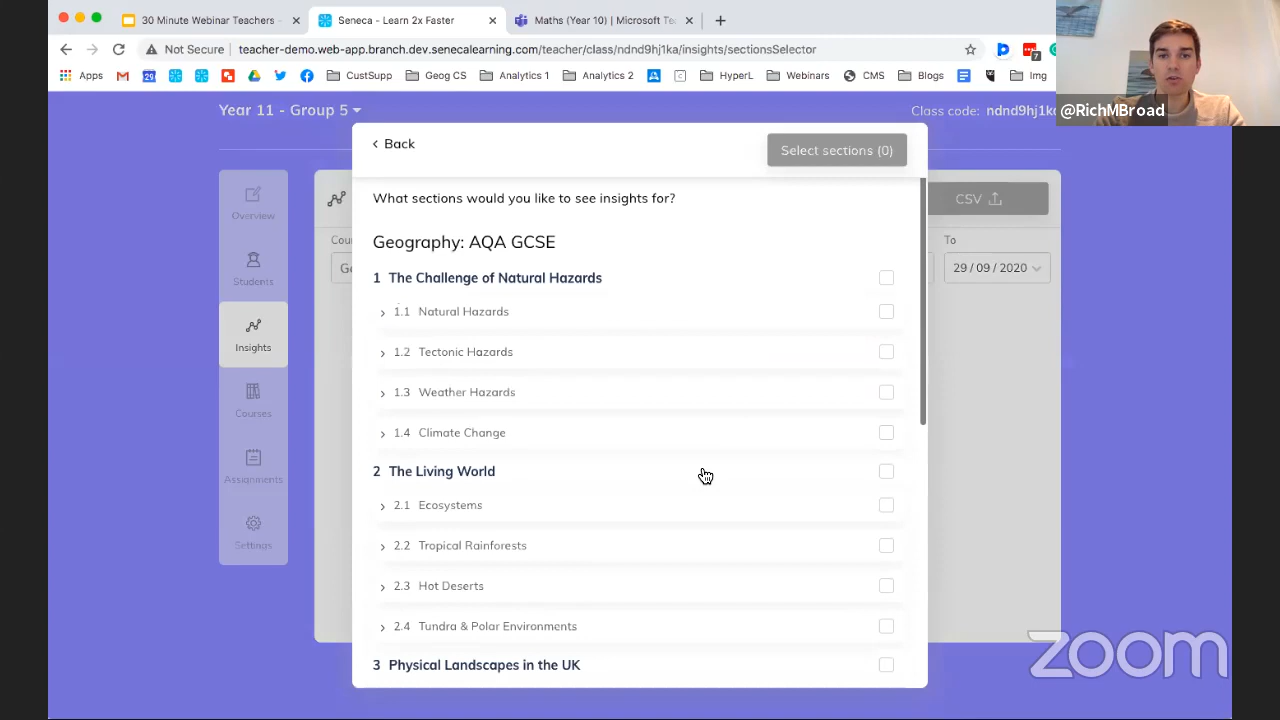 30 Minute Webinar Teachers -
Seneca - Learn 2x Faster
Maths (Year 10) | Microsoft Te
Not Secure
teacher-demo.web-app.branch.dev.senecalearning.com/teacher/class/ndnd9hj1ka/insights/sectionsSelector
Apps
CustSupp
Geog CS
Analytics 1
Analytics 2
HyperL
Webinars
CMS
Blogs
Img
@RichMBroad
Year 11 - Group 5
Class code: ndnd9hj1ka
Back
Select sections (0)
What sections would you like to see insights for?
Geography: AQA GCSE
1 The Challenge of Natural Hazards
1.1 Natural Hazards
1.2 Tectonic Hazards
1.3 Weather Hazards
1.4 Climate Change
2 The Living World
2.1 Ecosystems
2.2 Tropical Rainforests
2.3 Hot Deserts
2.4 Tundra & Polar Environments
3 Physical Landscapes in the UK
Overview
Students
Insights
Courses
Assignments
Settings
Cou
Ge
CSV
To
29 / 09 / 2020
zoom